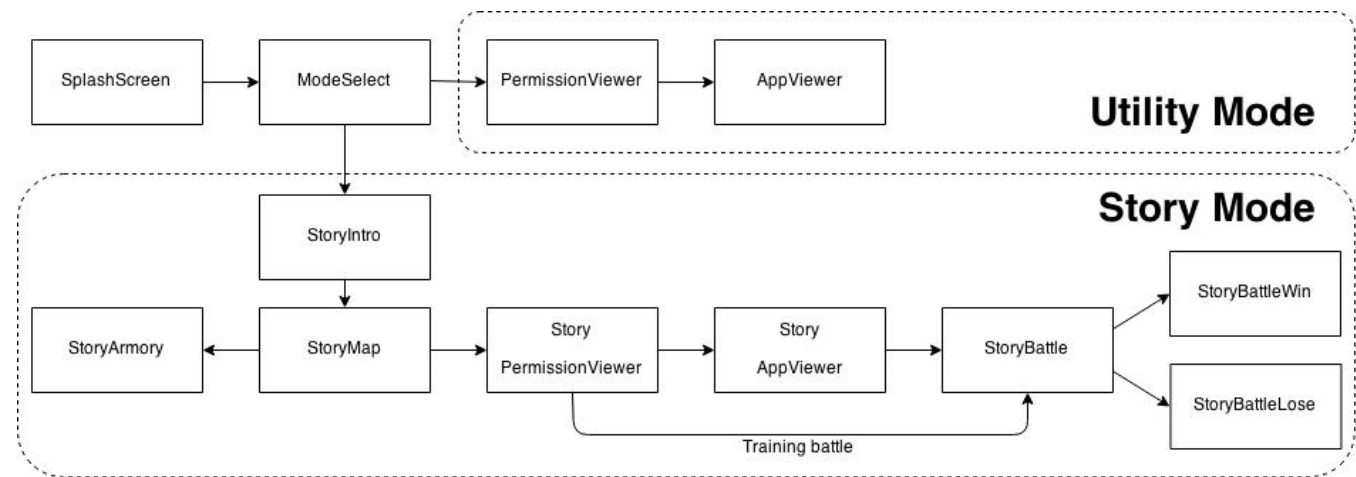 SplashScreen
ModeSelect
PermissionViewer
AppViewer
Utility Mode
Story Mode
StoryIntro
StoryArmory
StoryMap
Story
PermissionViewer
Story
AppViewer
StoryBattle
StoryBattleWin
StoryBattleLose
Training battle